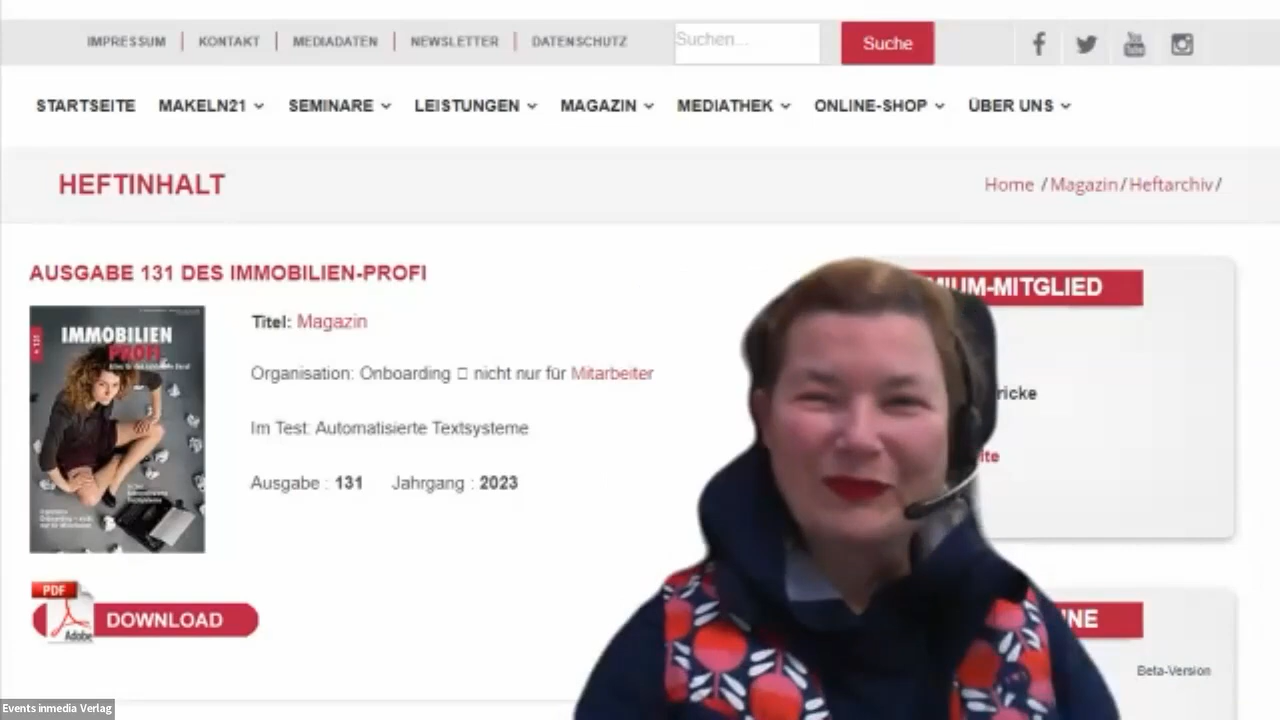 IMPRESSUM | KONTAKT | MEDIADATEN | NEWSLETTER | DATENSCHUTZ
Suchen...
Suche
STARTSEITE MAKELN21 SEMINARE LEISTUNGEN MAGAZIN MEDIATHEK ONLINE-SHOP ÜBER UNS
HEFTINHALT
Home / Magazin / Heftarchiv /
AUSGABE 131 DES IMMOBILIEN-PROFI
IMMOBILIEN
PROFI
Titel: Magazin
Organisation: Onboarding □ nicht nur für Mitarbeiter
Im Test: Automatisierte Textsysteme
Ausgabe : 131 Jahrgang : 2023
PDF
Adobe
DOWNLOAD
MIUM-MITGLIED
ricke
ite
INE
Beta-Version
Events inmedia Verlag